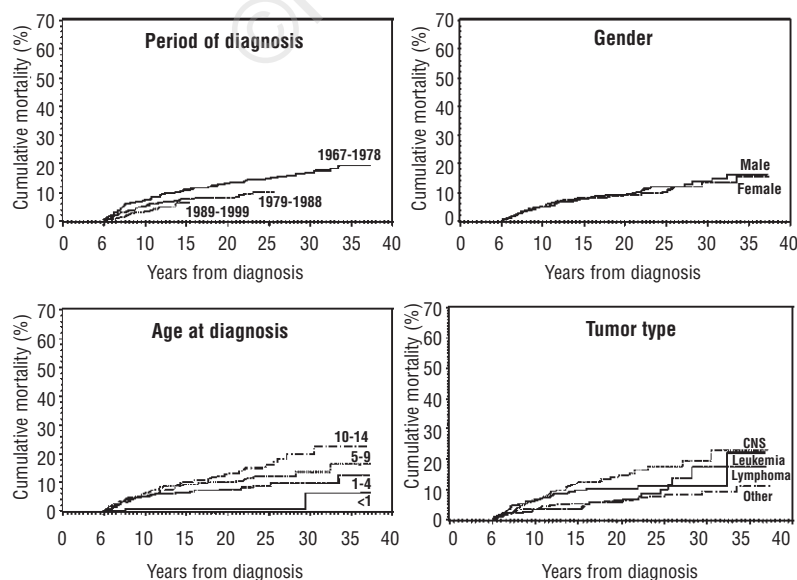 Period of diagnosis
Cumulative mortality (%)
70
60
50
40
30
20
10
0
1967-1978
1979-1988
1989-1999
0 5 10 15 20 25 30 35 40
Years from diagnosis
Gender
Cumulative mortality (%)
70
60
50
40
30
20
10
0
Male
Female
0 5 10 15 20 25 30 35 40
Years from diagnosis
Age at diagnosis
Cumulative mortality (%)
70
60
50
40
30
20
10
0
10-14
5-9
1-4
<1
0 5 10 15 20 25 30 35 40
Years from diagnosis
Tumor type
Cumulative mortality (%)
70
60
50
40
30
20
10
0
CNS
Leukemia
Lymphoma
Other
0 5 10 15 20 25 30 35 40
Years from diagnosis